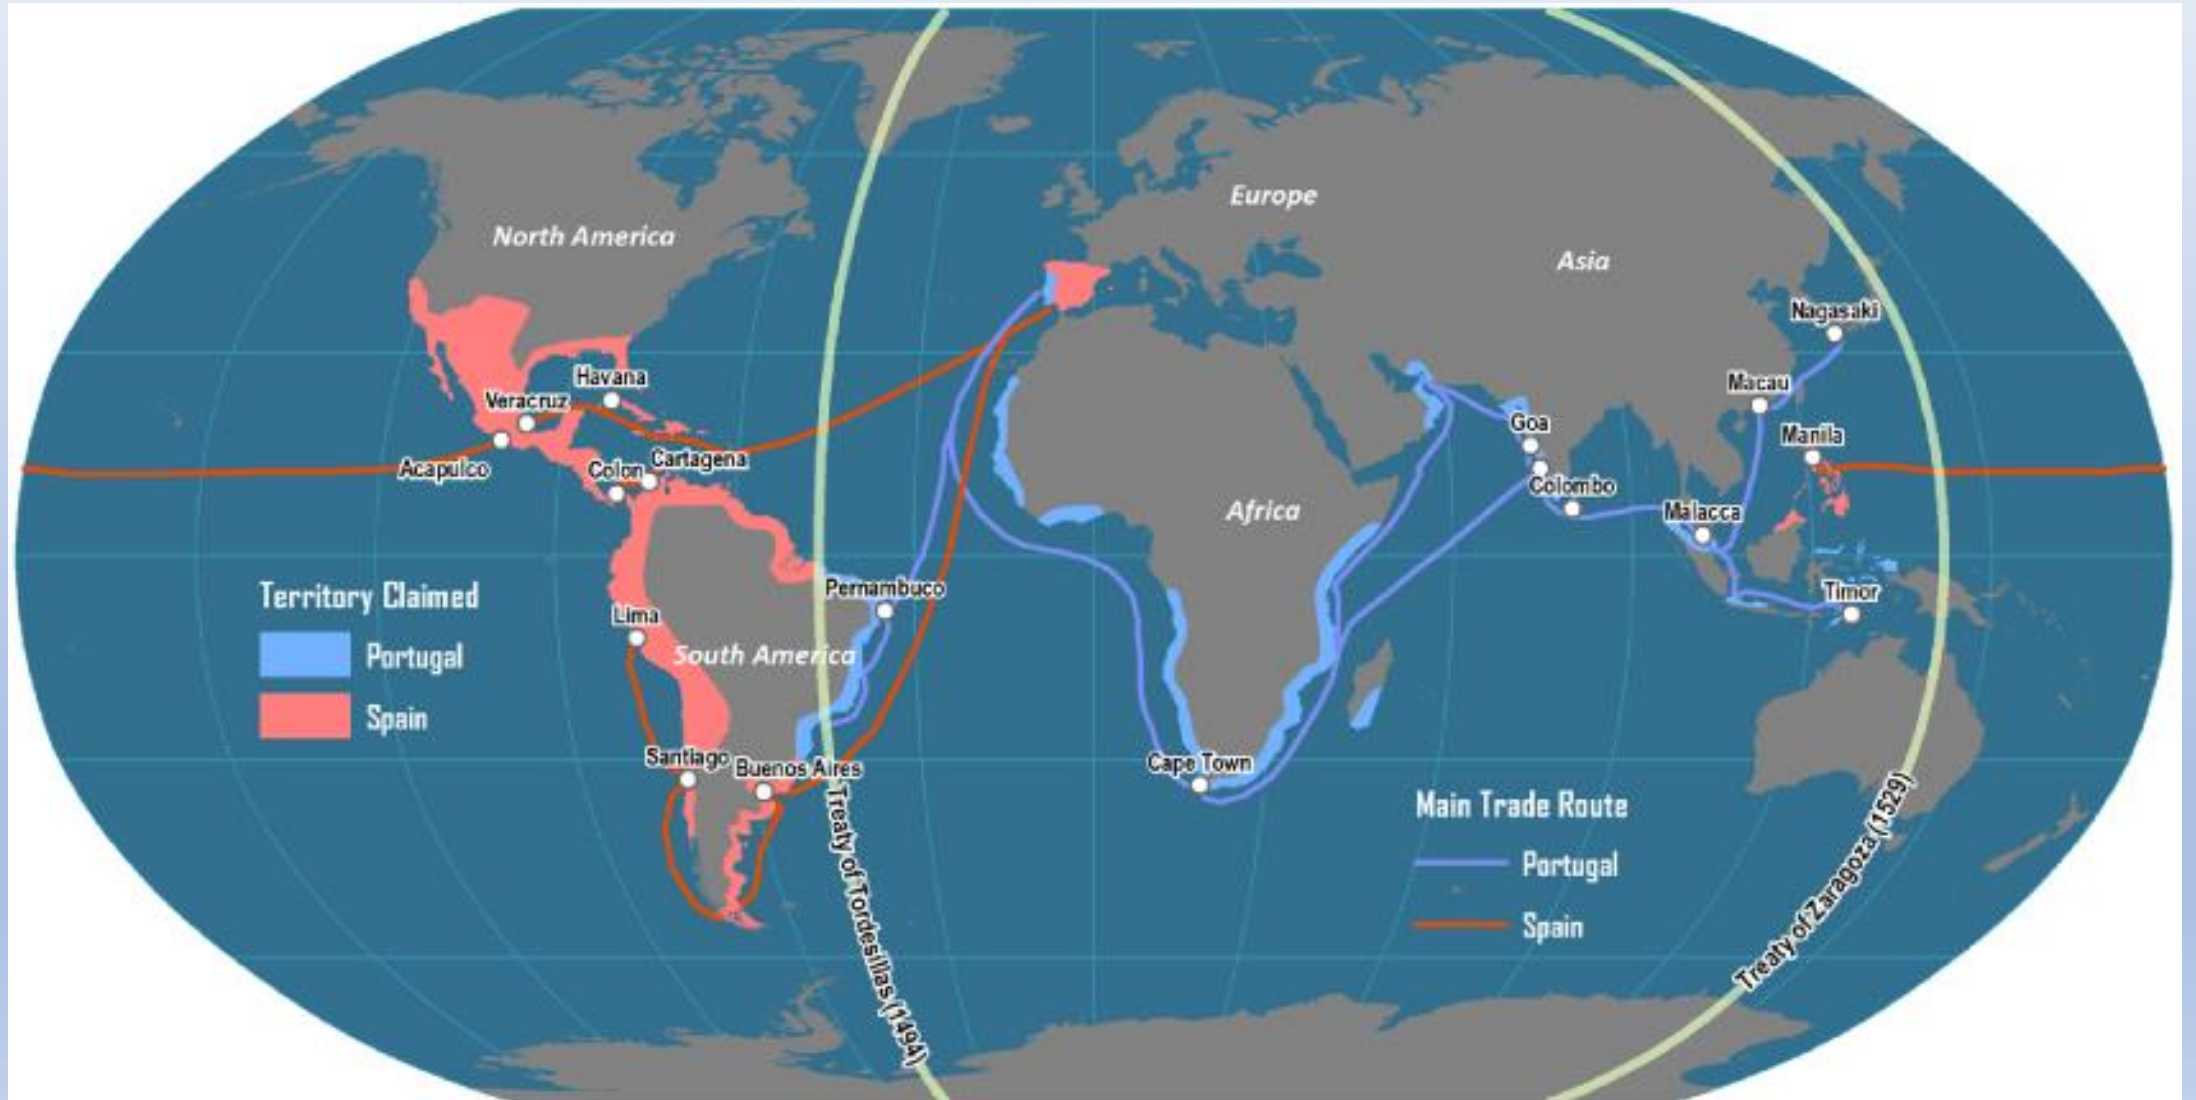 North America
Europe
Asia
Nagasaki
Havana
Macau
Veracruz
Goa
Manila
Acapulco
Colon
Cartagena
Colombo
Africa
Malacca
Territory Claimed
Portugal
Spain
Pernambuco
Timor
Lima
South America
Santiago
Buenos Aires
Cape Town
Main Trade Route
Portugal
Spain
Treaty of Tordesillas (1494)
Treaty of Zaragoza (1529)